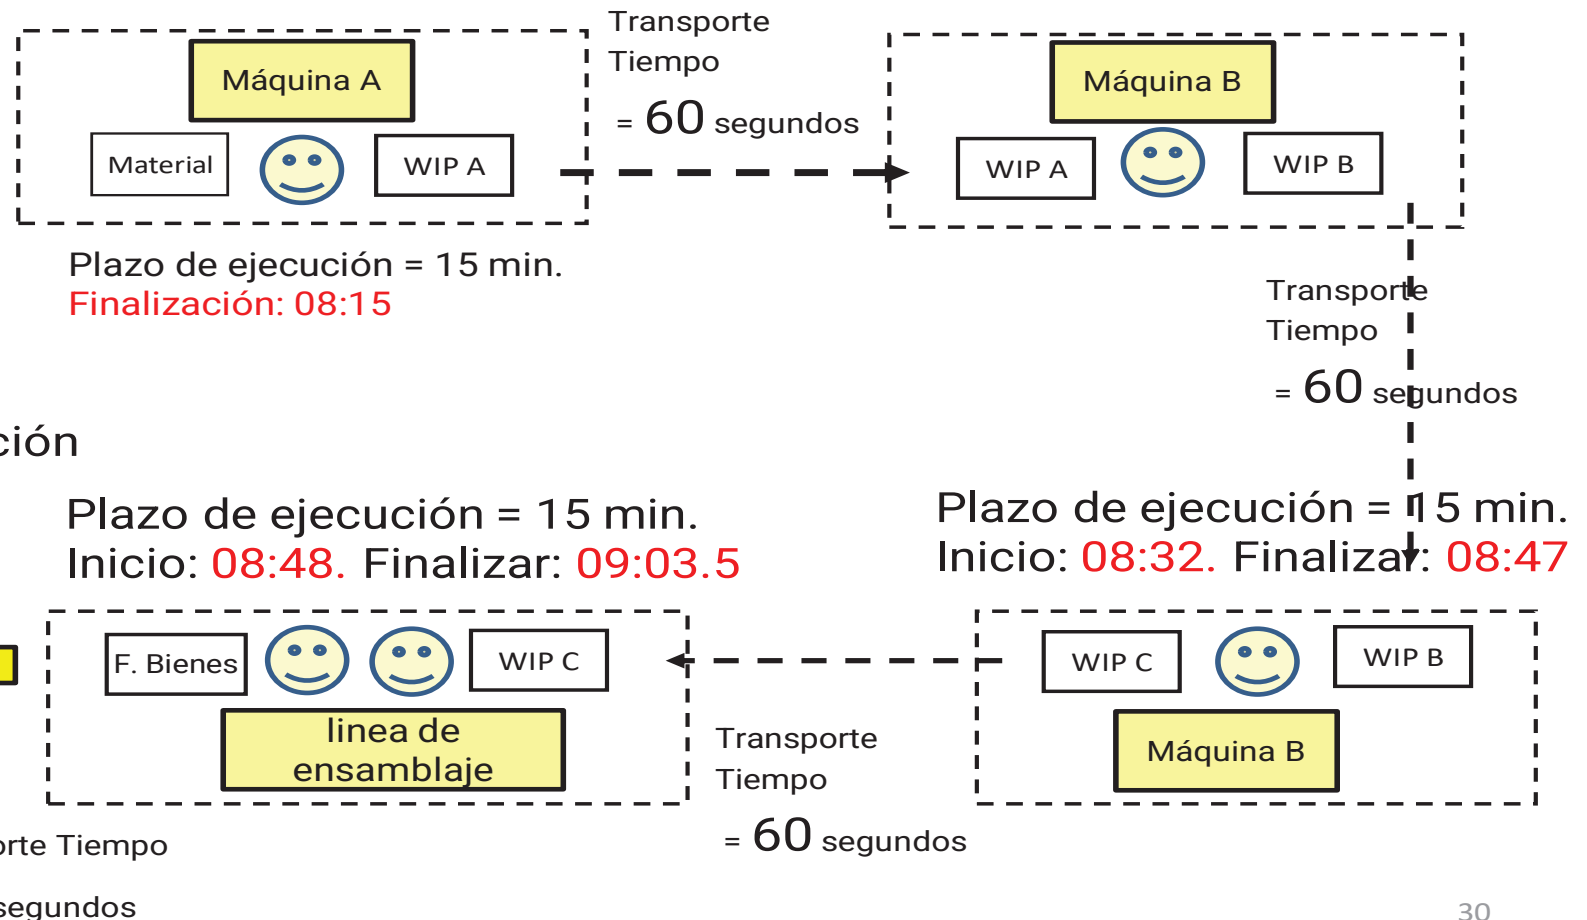 Transporte
Tiempo
= 60 segundos
Máquina A
Material
WIP A
Máquina B
WIP A
WIP B
Plazo de ejecución = 15 min.
Finalización: 08:15
Transporte
Tiempo
= 60 segundos
ción
Plazo de ejecución = 15 min.
Inicio: 08:48. Finalizar: 09:03.5
Plazo de ejecución = 15 min.
Inicio: 08:32. Finalizar: 08:47
F. Bienes
WIP C
linea de
ensamblaje
WIP C
WIP B
Máquina B
Transporte
Tiempo
= 60 segundos
orte Tiempo
segundos
30